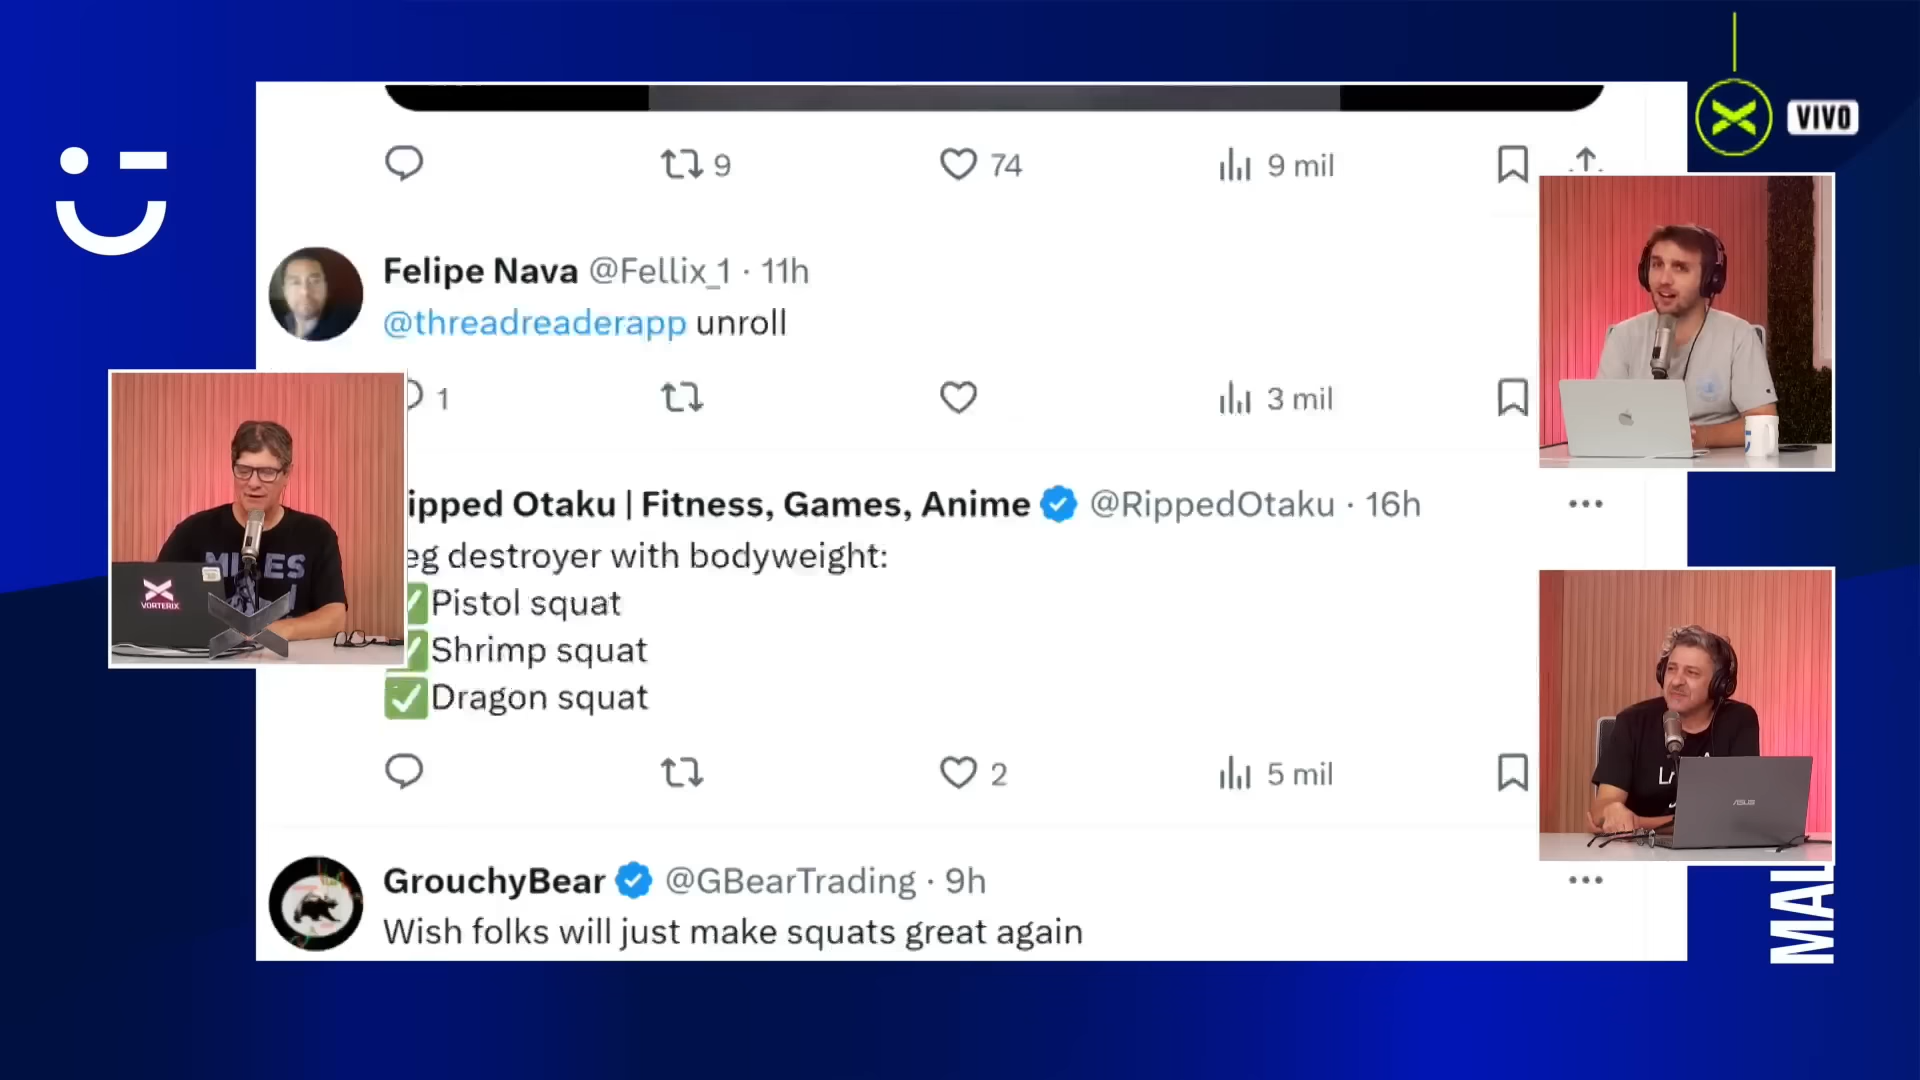 VIVO
9 74 9 mil
Felipe Nava @Fellix_1 · 11h
@threadreaderapp unroll
1 3 mil
ipped Otaku | Fitness, Games, Anime @RippedOtaku · 16h
eg destroyer with bodyweight:
✅Pistol squat
✅Shrimp squat
✅Dragon squat
2 5 mil
GrouchyBear @GBearTrading · 9h
Wish folks will just make squats great again
VORTERIX
ASUS
MAL